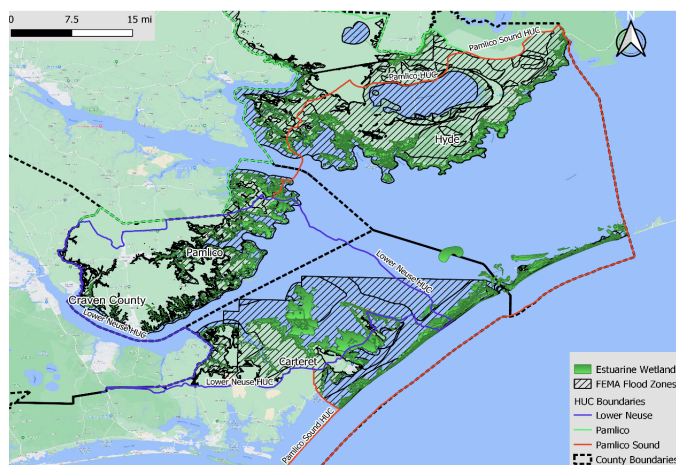 0 7.5 15 mi
N
Pamlico Sound HUC
Pamlico HUC
Hyde
Pamlico
Lower Neuse HUC
Craven County
Lower Neuse HUC
Carteret
Lower Neuse HUC
Pamlico Sound HUC
Estuarine Wetland
FEMA Flood Zones
HUC Boundaries
Lower Neuse
Pamlico
Pamlico Sound
County Boundaries